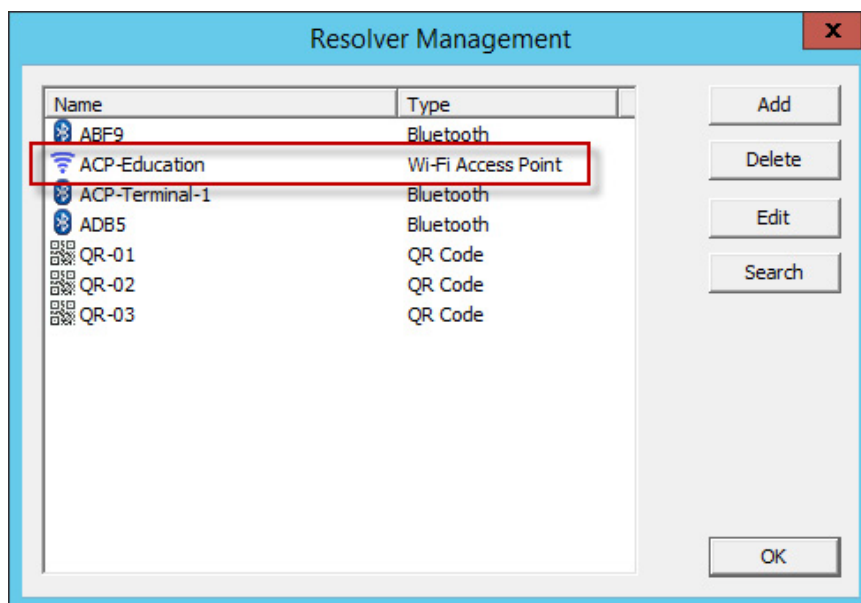 Resolver Management
x
Name Type
ABF9 Bluetooth
ACP-Education Wi-Fi Access Point
ACP-Terminal-1 Bluetooth
ADB5 Bluetooth
QR-01 QR Code
QR-02 QR Code
QR-03 QR Code
Add
Delete
Edit
Search
OK